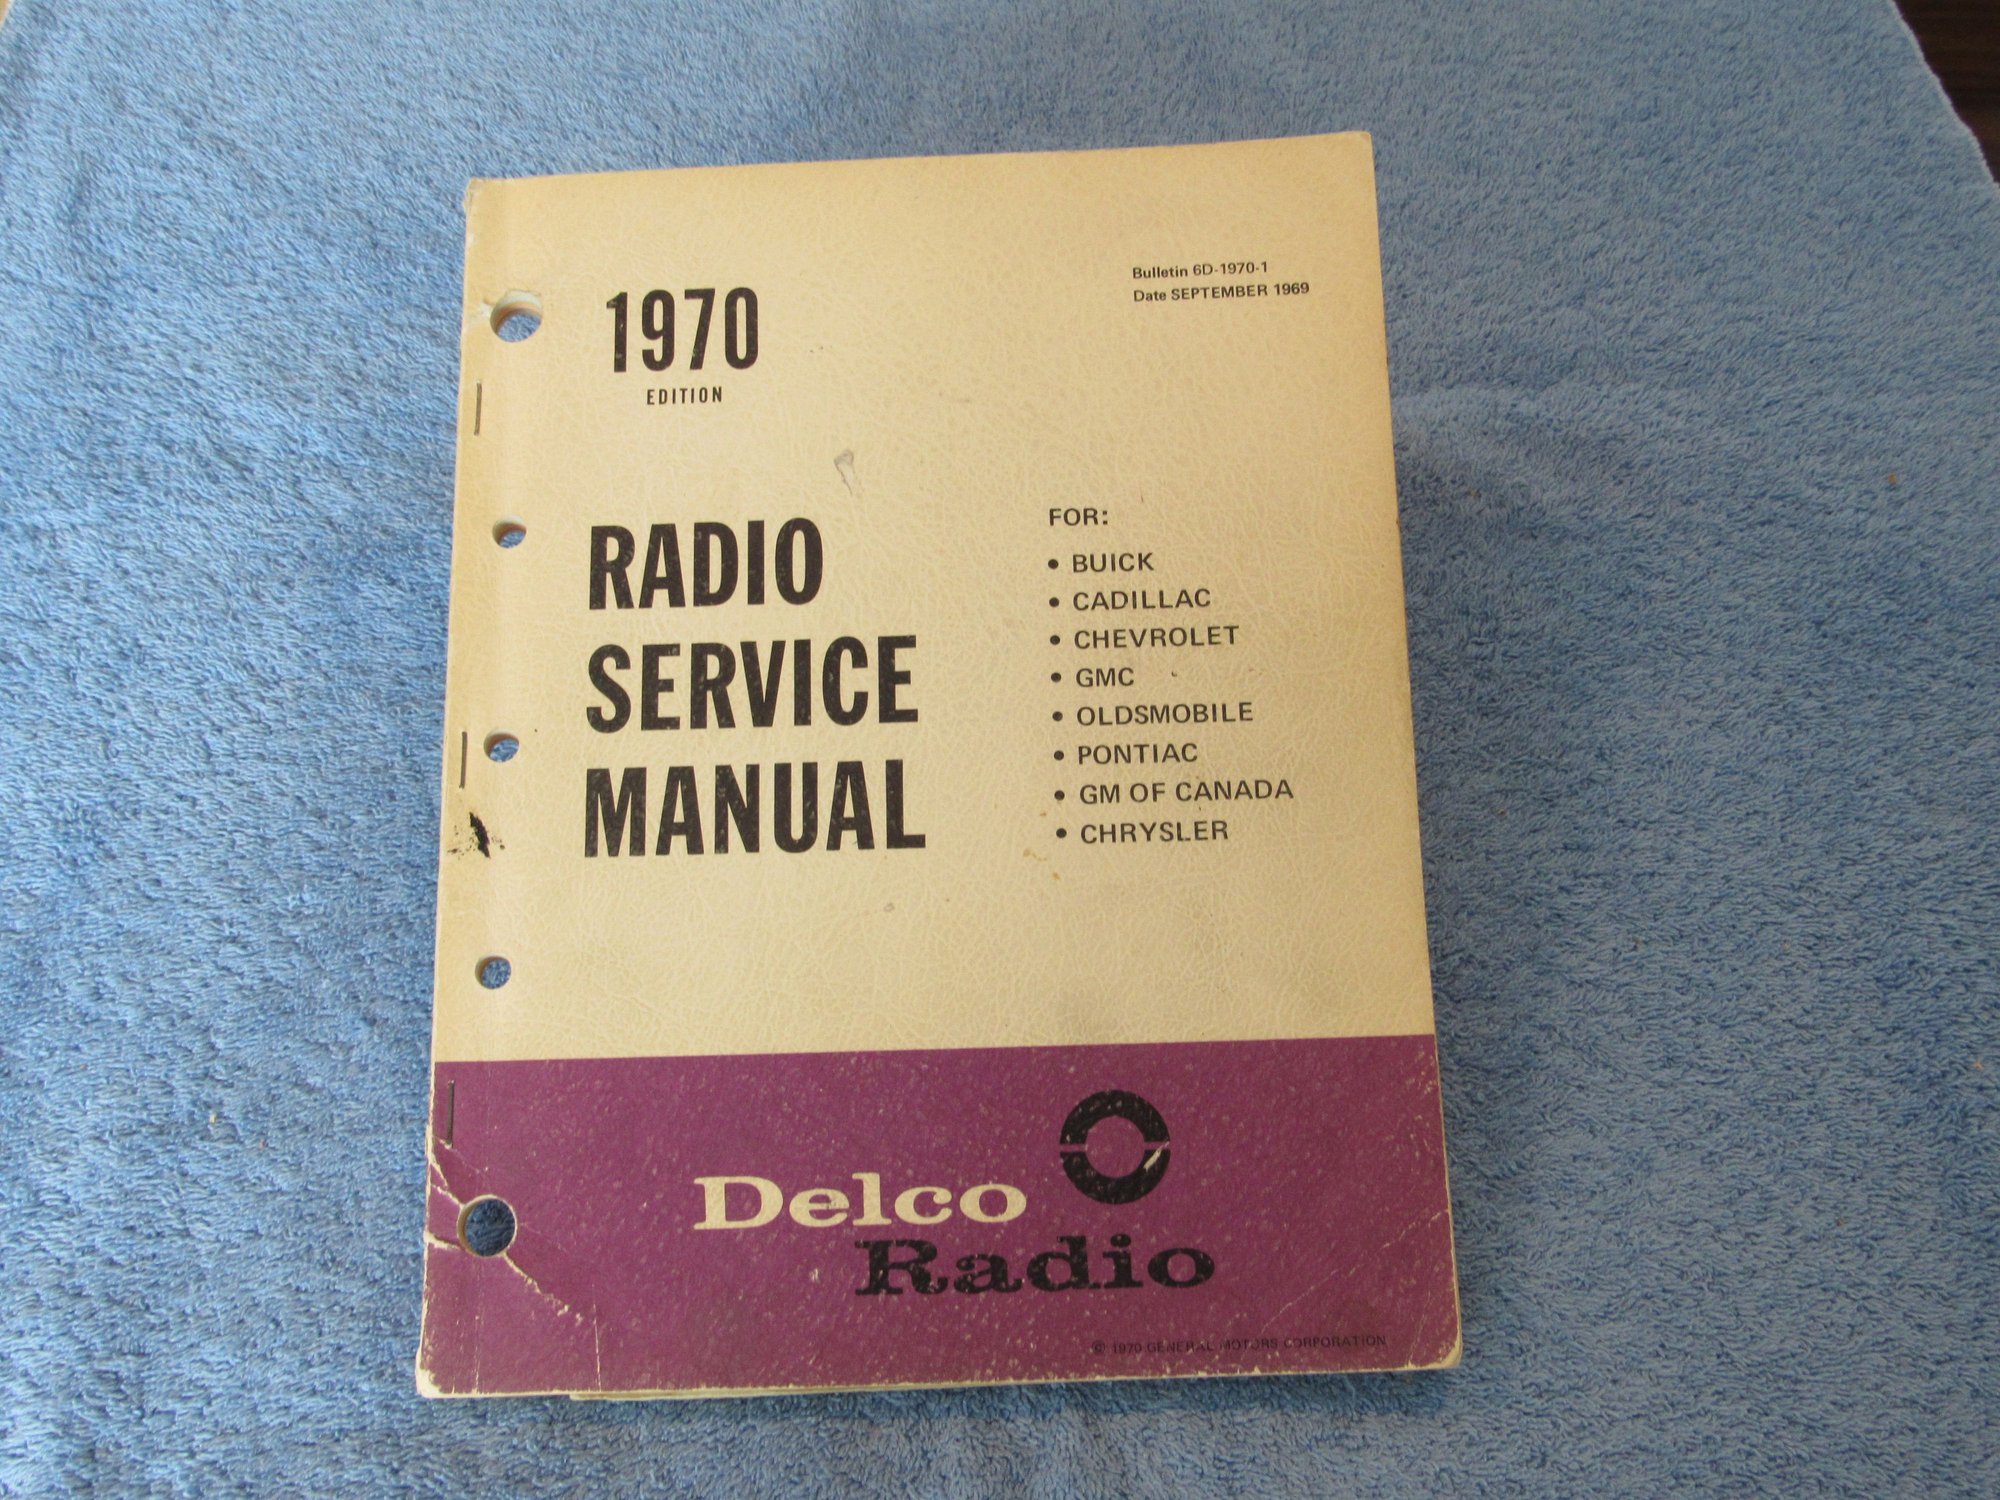 1970
EDITION
Bulletin 6D-1970-1
Date SEPTEMBER 1969
RADIO
SERVICE
MANUAL
FOR:
• BUICK
• CADILLAC
• CHEVROLET
• GMC
• OLDSMOBILE
• PONTIAC
• GM OF CANADA
• CHRYSLER
Delco
Radio
© 1970 GENERAL MOTORS CORPORATION